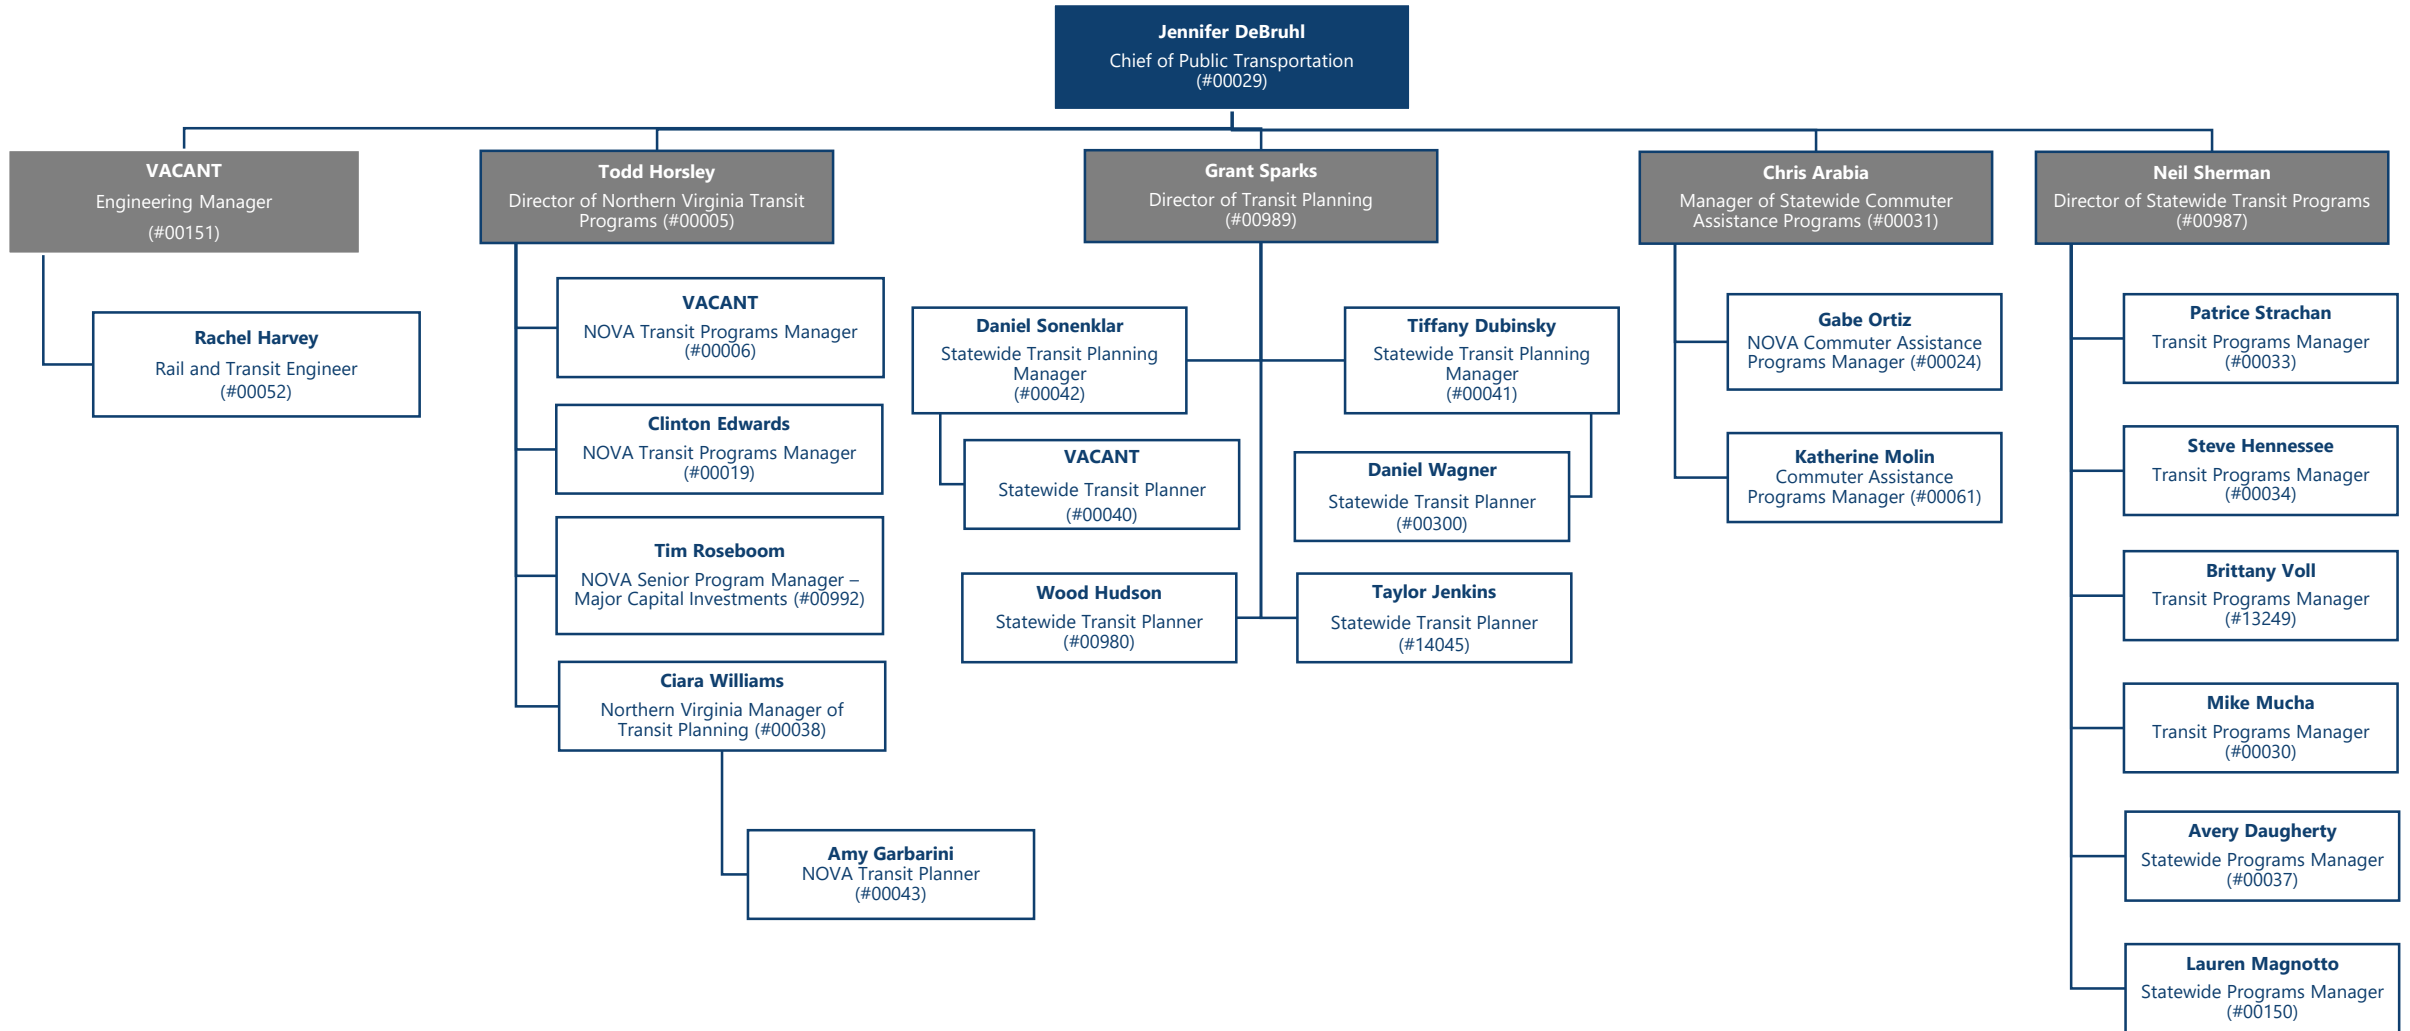 Jennifer DeBruhl
Chief of Public Transportation
(#00029)
VACANT
Engineering Manager
(#00151)
Rachel Harvey
Rail and Transit Engineer
(#00052)
Todd Horsley
Director of Northern Virginia Transit
Programs (#00005)
VACANT
NOVA Transit Programs Manager
(#00006)
Clinton Edwards
NOVA Transit Programs Manager
(#00019)
Tim Roseboom
NOVA Senior Program Manager –
Major Capital Investments (#00992)
Ciara Williams
Northern Virginia Manager of
Transit Planning (#00038)
Amy Garbarini
NOVA Transit Planner
(#00043)
Grant Sparks
Director of Transit Planning
(#00989)
Daniel Sonenklar
Statewide Transit Planning
Manager
(#00042)
VACANT
Statewide Transit Planner
(#00040)
Tiffany Dubinsky
Statewide Transit Planning
Manager
(#00041)
Daniel Wagner
Statewide Transit Planner
(#00300)
Wood Hudson
Statewide Transit Planner
(#00980)
Taylor Jenkins
Statewide Transit Planner
(#14045)
Chris Arabia
Manager of Statewide Commuter
Assistance Programs (#00031)
Gabe Ortiz
NOVA Commuter Assistance
Programs Manager (#00024)
Katherine Molin
Commuter Assistance
Programs Manager (#00061)
Neil Sherman
Director of Statewide Transit Programs
(#00987)
Patrice Strachan
Transit Programs Manager
(#00033)
Steve Hennessee
Transit Programs Manager
(#00034)
Brittany Voll
Transit Programs Manager
(#13249)
Mike Mucha
Transit Programs Manager
(#00030)
Avery Daugherty
Statewide Programs Manager
(#00037)
Lauren Magnotto
Statewide Programs Manager
(#00150)